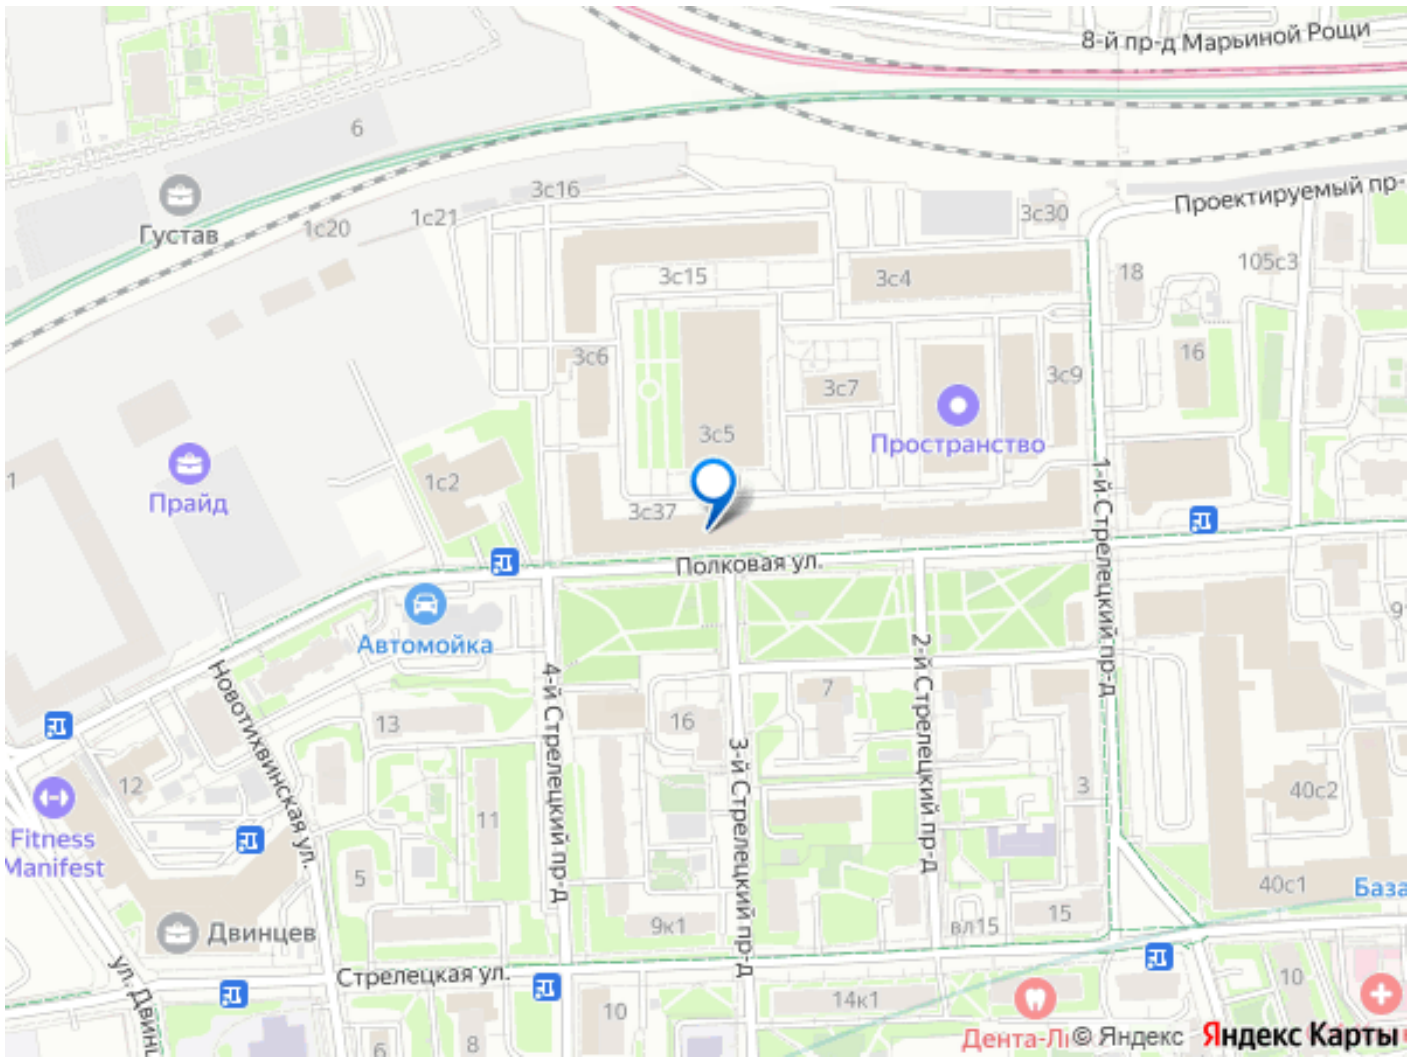 8-й пр-д Марьиной Рощи
6
3с16
Проектируемый пр-
1с21
3с30
Густав
1с20
105с3
18
3с15
3с4
16
3с6
3с9
3с7
3с5
Пространство
1с2
Прайд
1
3с37
1-й Стрелецкий пр-д
Полковая ул.
Автомойка
9
Новотихвинская ул.
4-й Стрелецкий пр-д
3-й Стрелецкий пр-д
2-й Стрелецкий пр-д
7
13
16
12
3
40с2
Fitness
Manifest
11
5
40с1
База
15
9к1
вл15
Двинцев
Стрелецкая ул.
ул. Двинц
14к1
10
10
6
8
Дента-Л
© Яндекс
Яндекс Карты